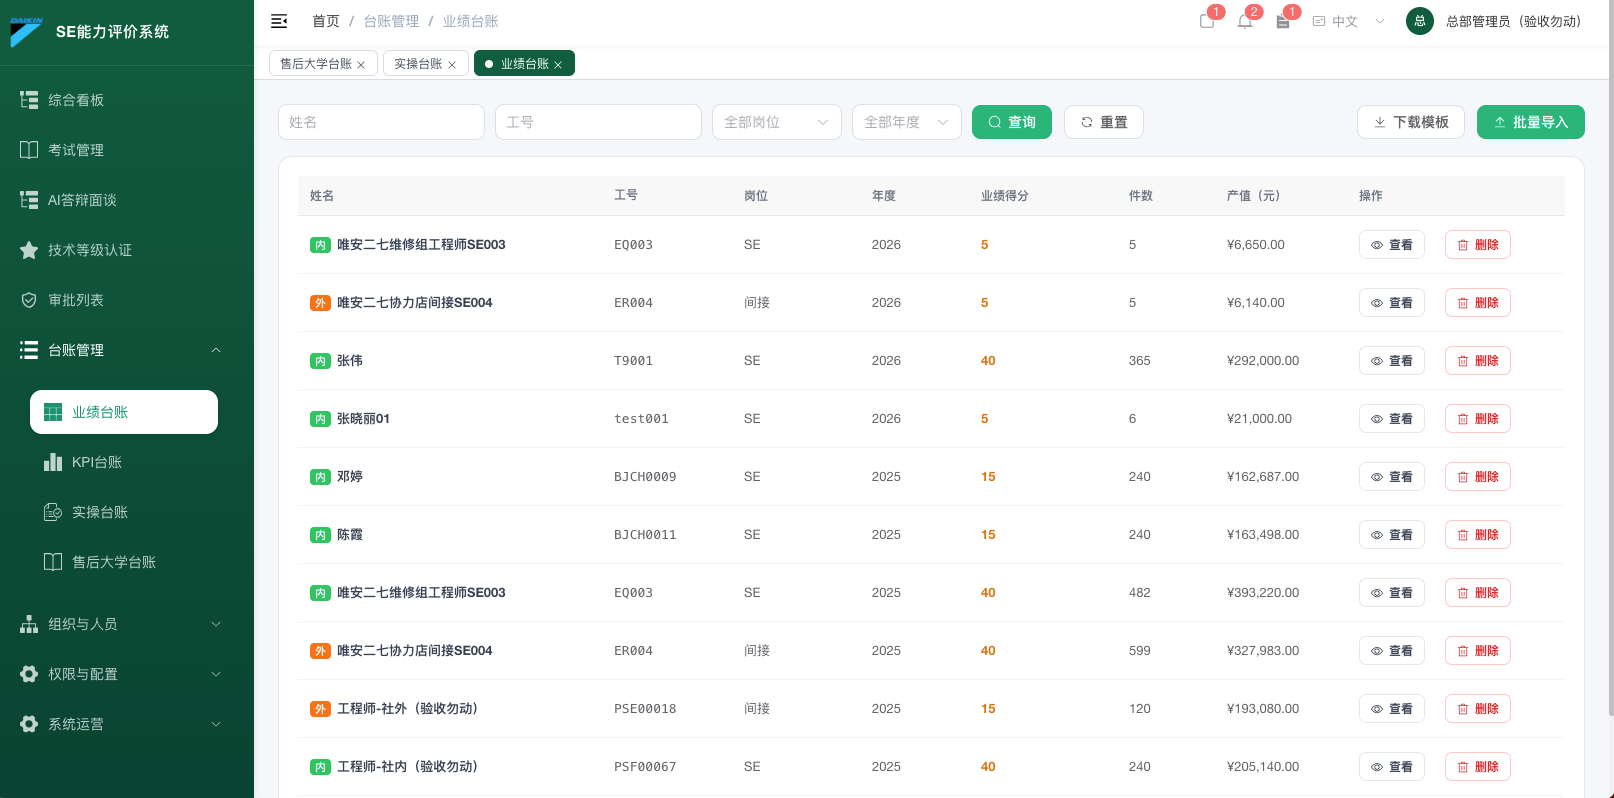 DAIKIN
SE能力评价系统
首页 / 台账管理 / 业绩台账
1
2
1
中文
总
总部管理员（验收勿动）
售后大学台账
实操台账
业绩台账
综合看板
考试管理
AI答辩面谈
技术等级认证
审批列表
台账管理
业绩台账
KPI台账
实操台账
售后大学台账
组织与人员
权限与配置
系统运营
姓名
工号
全部岗位
全部年度
查询
重置
下载模板
批量导入
姓名 工号 岗位 年度 业绩得分 件数 产值（元） 操作
内 唯安二七维修组工程师SE003 EQ003 SE 2026 5 5 ¥6,650.00 查看 删除
外 唯安二七协力店间接SE004 ER004 间接 2026 5 5 ¥6,140.00 查看 删除
内 张伟 T9001 SE 2026 40 365 ¥292,000.00 查看 删除
内 张晓丽01 test001 SE 2026 5 6 ¥21,000.00 查看 删除
内 邓婷 BJCH0009 SE 2025 15 240 ¥162,687.00 查看 删除
内 陈霞 BJCH0011 SE 2025 15 240 ¥163,498.00 查看 删除
内 唯安二七维修组工程师SE003 EQ003 SE 2025 40 482 ¥393,220.00 查看 删除
外 唯安二七协力店间接SE004 ER004 间接 2025 40 599 ¥327,983.00 查看 删除
外 工程师-社外（验收勿动） PSE00018 间接 2025 15 120 ¥193,080.00 查看 删除
内 工程师-社内（验收勿动） PSF00067 SE 2025 40 240 ¥205,140.00 查看 删除